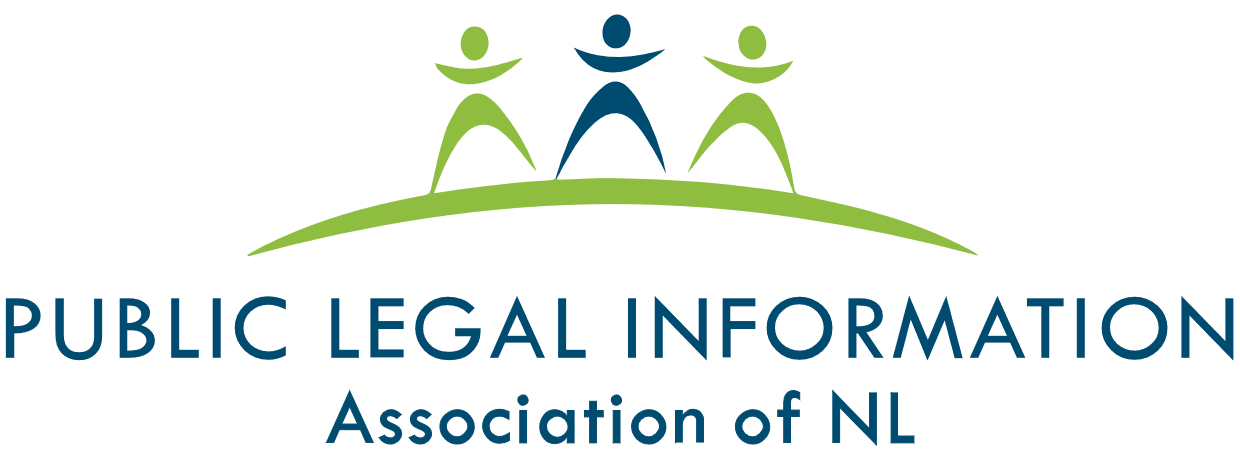 PUBLIC LEGAL INFORMATION
Association of NL